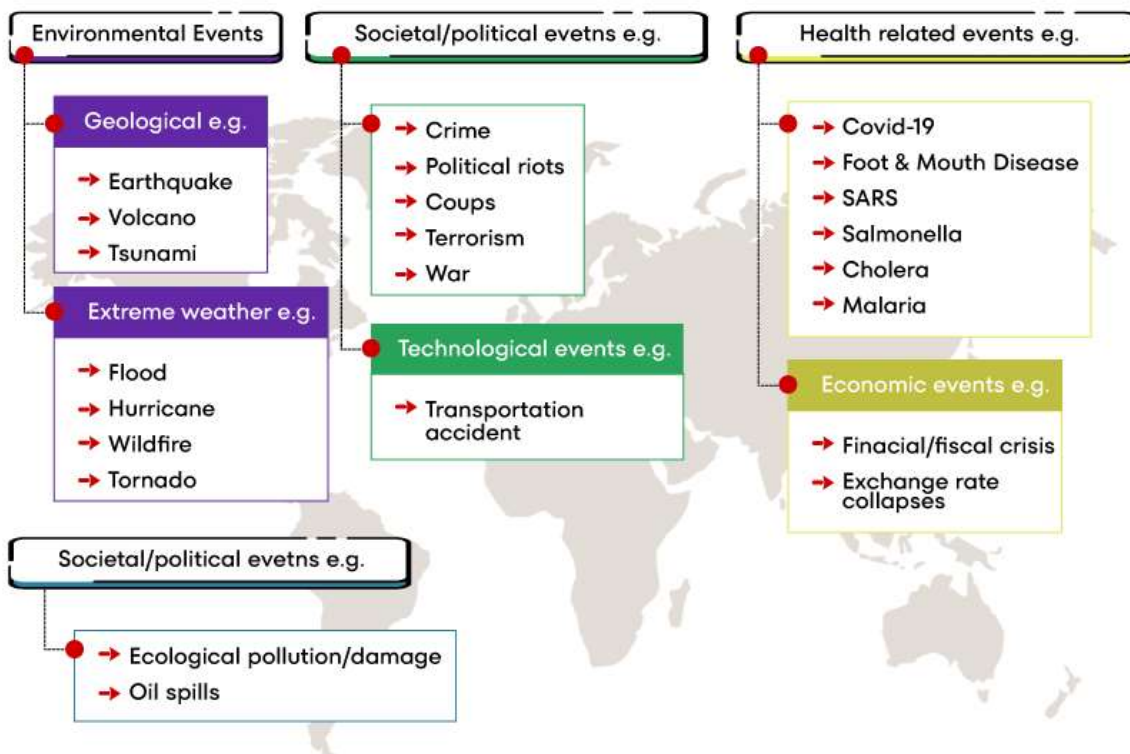 Environmental Events
Geological e.g.
Earthquake
Volcano
Tsunami
Extreme weather e.g.
Flood
Hurricane
Wildfire
Tornado
Societal/political evetns e.g.
Crime
Political riots
Coups
Terrorism
War
Technological events e.g.
Transportation
accident
Health related events e.g.
Covid-19
Foot & Mouth Disease
SARS
Salmonella
Cholera
Malaria
Economic events e.g.
Finacial/fiscal crisis
Exchange rate
collapses
Societal/political evetns e.g.
Ecological pollution/damage
Oil spills